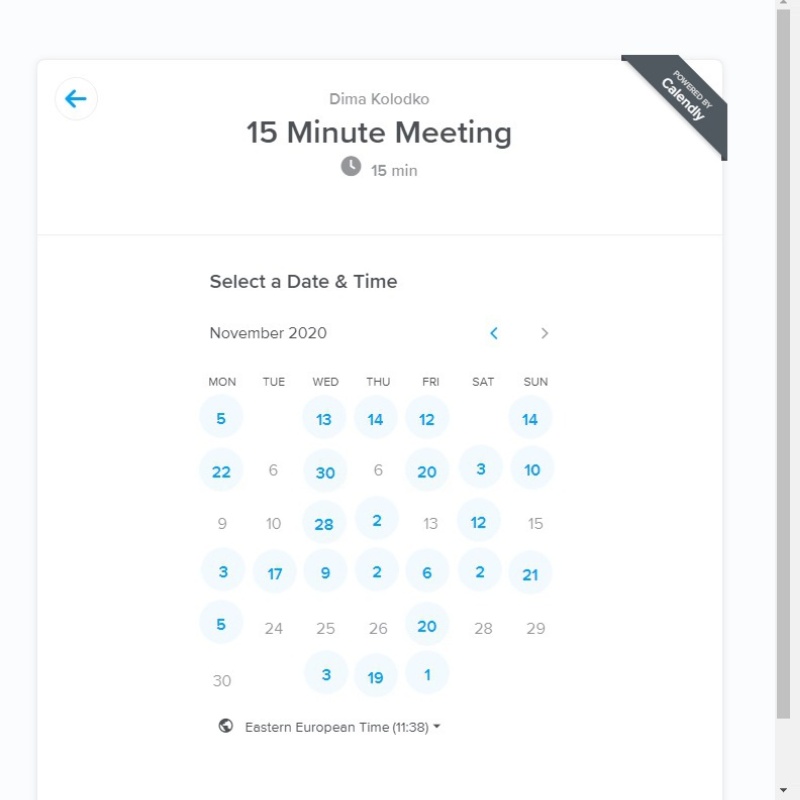 Dima Kolodko
POWERED BY
Calendly
15 Minute Meeting
15 min
Select a Date & Time
November 2020
MON TUE WED THU FRI SAT SUN
5 13 14 12 14
22 6 30 6 20 3 10
9 10 28 2 13 12 15
3 17 9 2 6 2 21
5 24 25 26 20 28 29
30 3 19 1
Eastern European Time (11:38)